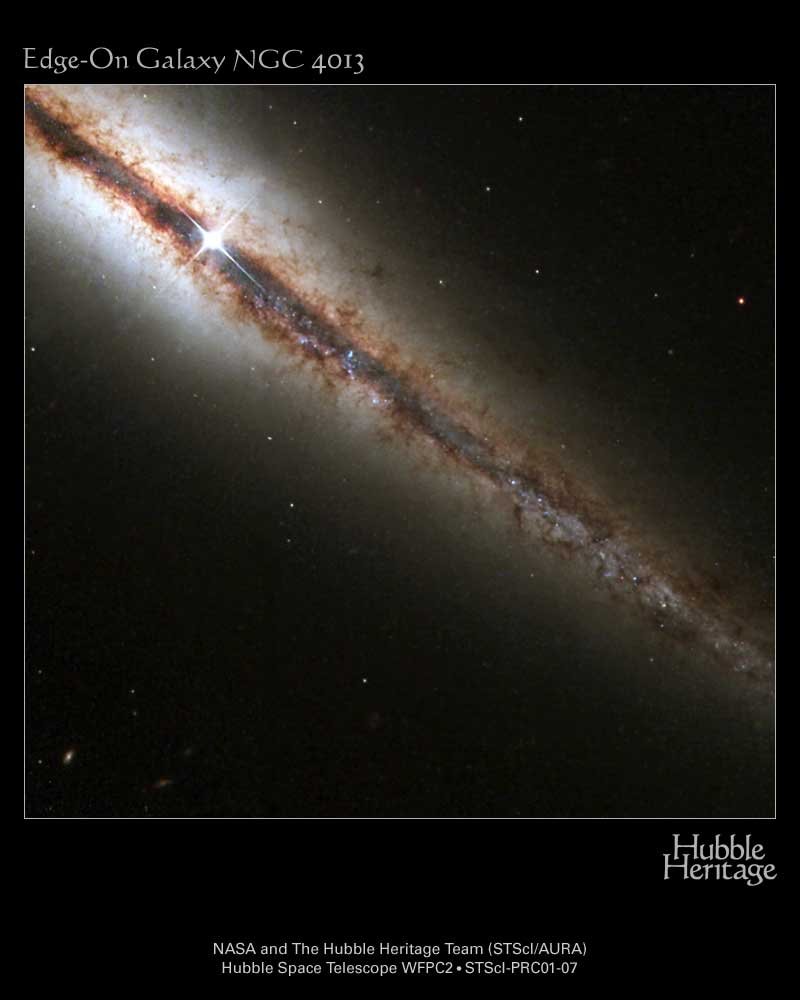 Edge-On Galaxy NGC 4013
Hubble
Heritage
NASA and The Hubble Heritage Team (STScI/AURA)
Hubble Space Telescope WFPC2 • STScI-PRC01-07